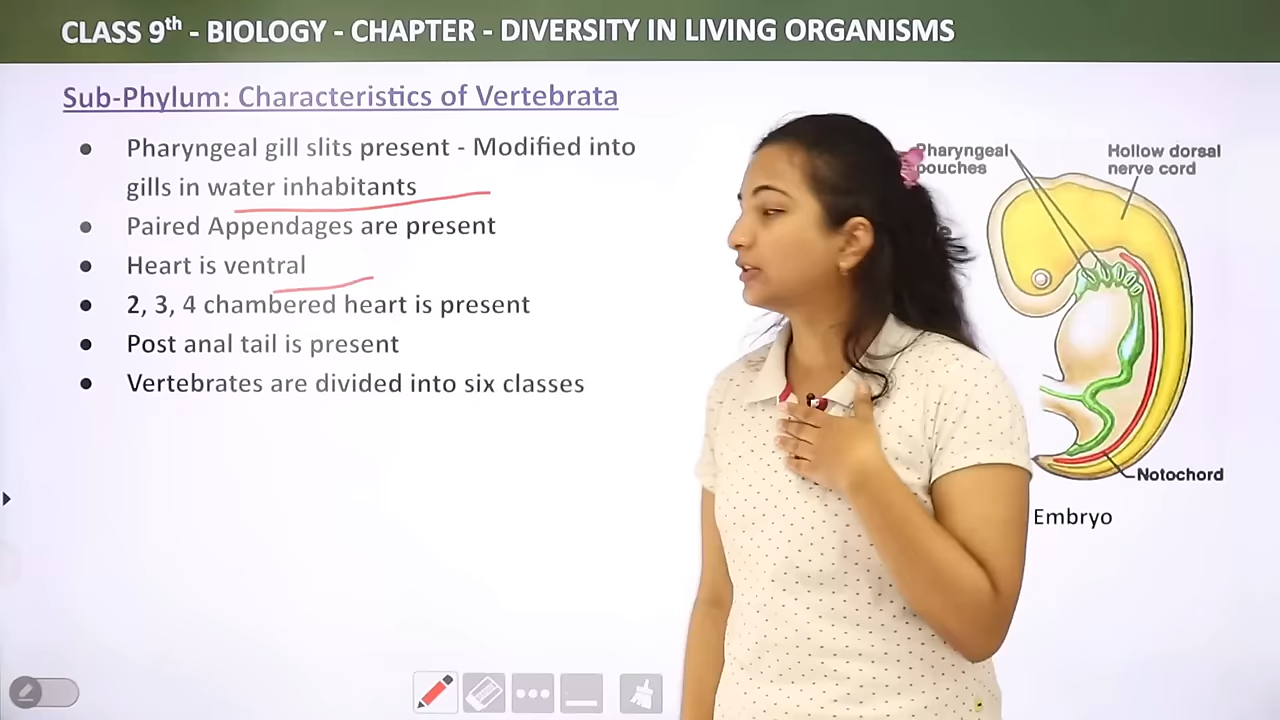 CLASS 9th - BIOLOGY - CHAPTER - DIVERSITY IN LIVING ORGANISMS
Sub-Phylum: Characteristics of Vertebrata
● Pharyngeal gill slits present - Modified into
gills in water inhabitants
● Paired Appendages are present
● Heart is ventral
● 2, 3, 4 chambered heart is present
● Post anal tail is present
● Vertebrates are divided into six classes
Pharyngeal
pouches
Hollow dorsal
nerve cord
Notochord
Embryo